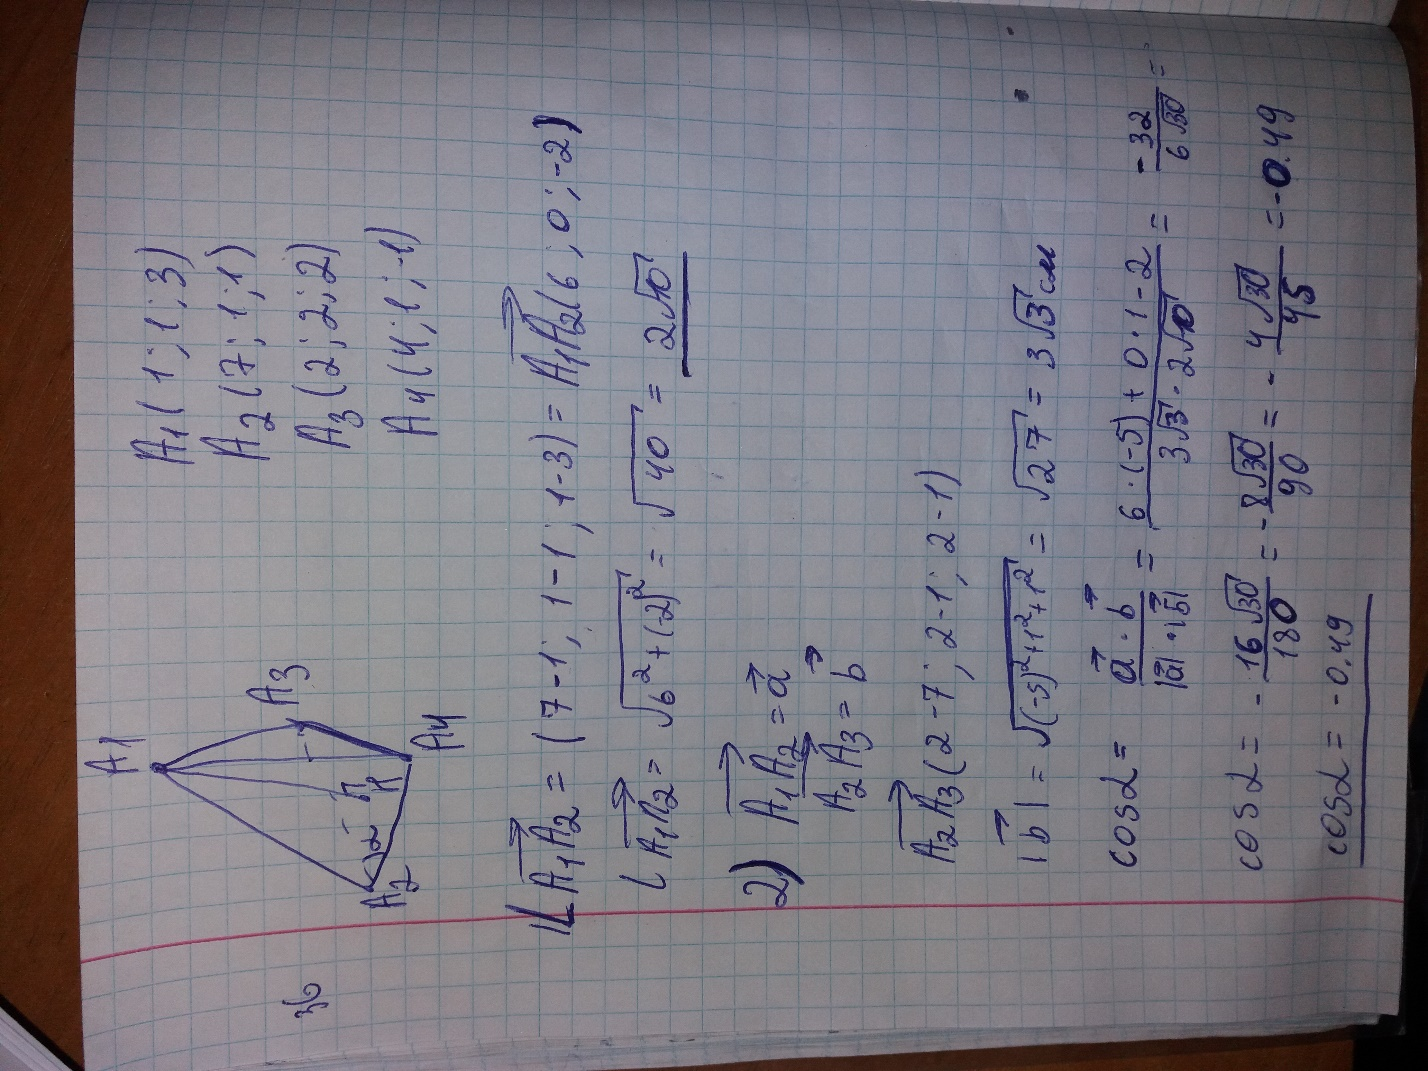 36
A1
A3
A2
A4
α
A1(1;1;3)
A2(7;1;1)
A3(2;2;2)
A4(4;1;-1)
A1A2 = (7-1; 1-1; 1-3) = A1A2(6;0;-2)
|A1A2| = √6²+(-2)² = √40 = 2√10
2) A1A2 = a
A2A3 = b
A2A3(2-7; 2-1; 2-1)
|b| = √(-5)²+1²+1² = √27 = 3√3 см
cosα = a·b / |a|·|b| = 6·(-5)+0·1-2 / 3√3·2√10 = -32 / 6√30 =
cosα = -16√30 / 180 = -8√30 / 90 = -4√30 / 45 = -0.49
cosα = -0.49